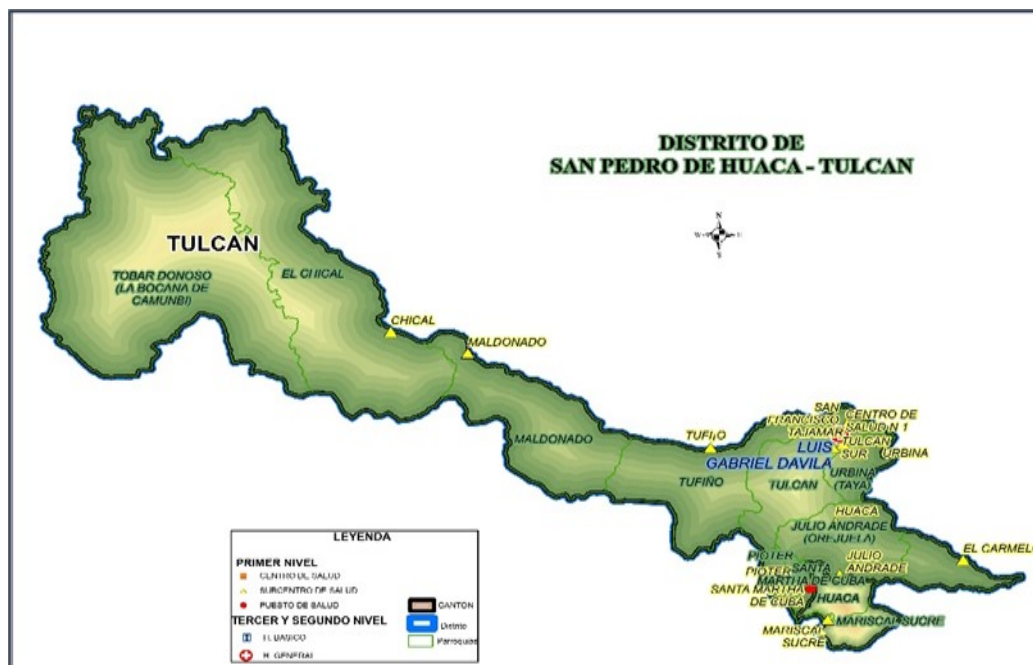 DISTRITO DE
SAN PEDRO DE HUACA - TULCAN
N
S
TULCAN
TOBAR DONOSO
(LA BOCANA DE
CAMUNBI)
EL CHICAL
CHICAL
MALDONADO
MALDONADO
TUFIÑO
TUFIÑO
SAN
FRANCISCO
TAJAMAR
CENTRO DE
SALUD N 1
TULCAN
SUR
URBINA
LUIS
GABRIEL DAVILA
TULCAN
URBINA
(TAYA)
HUACA
JULIO ANDRADE
(OREJUELA)
EL CARMELO
PIOTER
PIOTER
SANTA
MARTHA DE CUBA
JULIO
ANDRADE
SANTA MARTHA
DE CUBA
HUACA
MARISCAL SUCRE
MARISCAL
SUCRE
LEYENDA
PRIMER NIVEL
CENTRO DE SALUD
SUBCENTRO DE SALUD
PUESTO DE SALUD
TERCER Y SEGUNDO NIVEL
H. BASICO
H. GENERAL
CANTON
Distrito
Parroquias